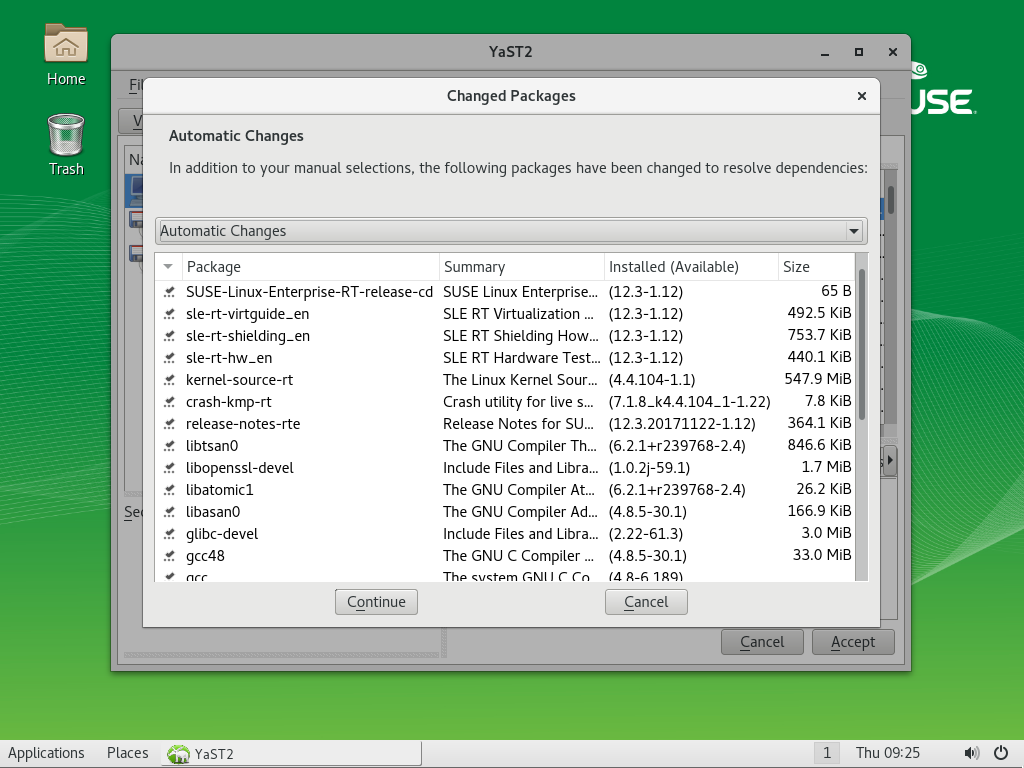 Home
Trash
YaST2
USE
Changed Packages
Automatic Changes
In addition to your manual selections, the following packages have been changed to resolve dependencies:
Automatic Changes
Package Summary Installed (Available) Size
SUSE-Linux-Enterprise-RT-release-cd SUSE Linux Enterprise... (12.3-1.12) 65 B
sle-rt-virtguide_en SLE RT Virtualization ... (12.3-1.12) 492.5 KiB
sle-rt-shielding_en SLE RT Shielding How... (12.3-1.12) 753.7 KiB
sle-rt-hw_en SLE RT Hardware Test... (12.3-1.12) 440.1 KiB
kernel-source-rt The Linux Kernel Sour... (4.4.104-1.1) 547.9 MiB
crash-kmp-rt Crash utility for live s... (7.1.8_k4.4.104_1-1.22) 7.8 KiB
release-notes-rte Release Notes for SU... (12.3.20171122-1.12) 364.1 KiB
libtsan0 The GNU Compiler Th... (6.2.1+r239768-2.4) 846.6 KiB
libopenssl-devel Include Files and Libra... (1.0.2j-59.1) 1.7 MiB
libatomic1 The GNU Compiler At... (6.2.1+r239768-2.4) 26.2 KiB
libasan0 The GNU Compiler Ad... (4.8.5-30.1) 166.9 KiB
glibc-devel Include Files and Libra... (2.22-61.3) 3.0 MiB
gcc48 The GNU C Compiler ... (4.8.5-30.1) 33.0 MiB
gcc The system GNU C Co... (4.8-6.189)
Continue Cancel
Cancel Accept
Applications Places YaST2 1 Thu 09:25